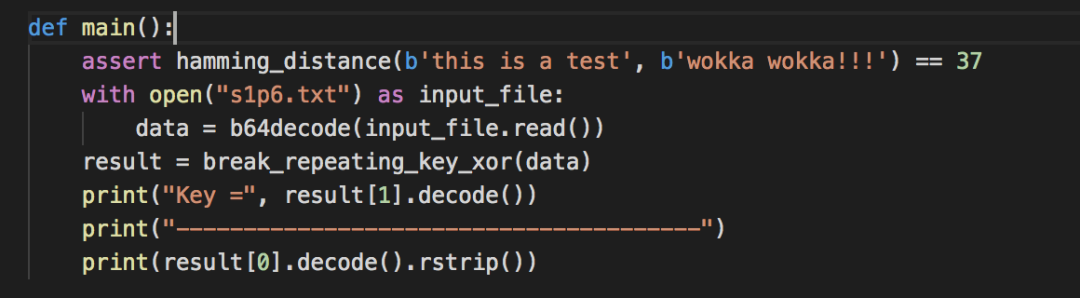 def main():
    assert hamming_distance(b'this is a test', b'wokka wokka!!!') == 37
    with open("s1p6.txt") as input_file:
        data = b64decode(input_file.read())
    result = break_repeating_key_xor(data)
    print("Key =", result[1].decode())
    print("---------------------------------------")
    print(result[0].decode().rstrip())